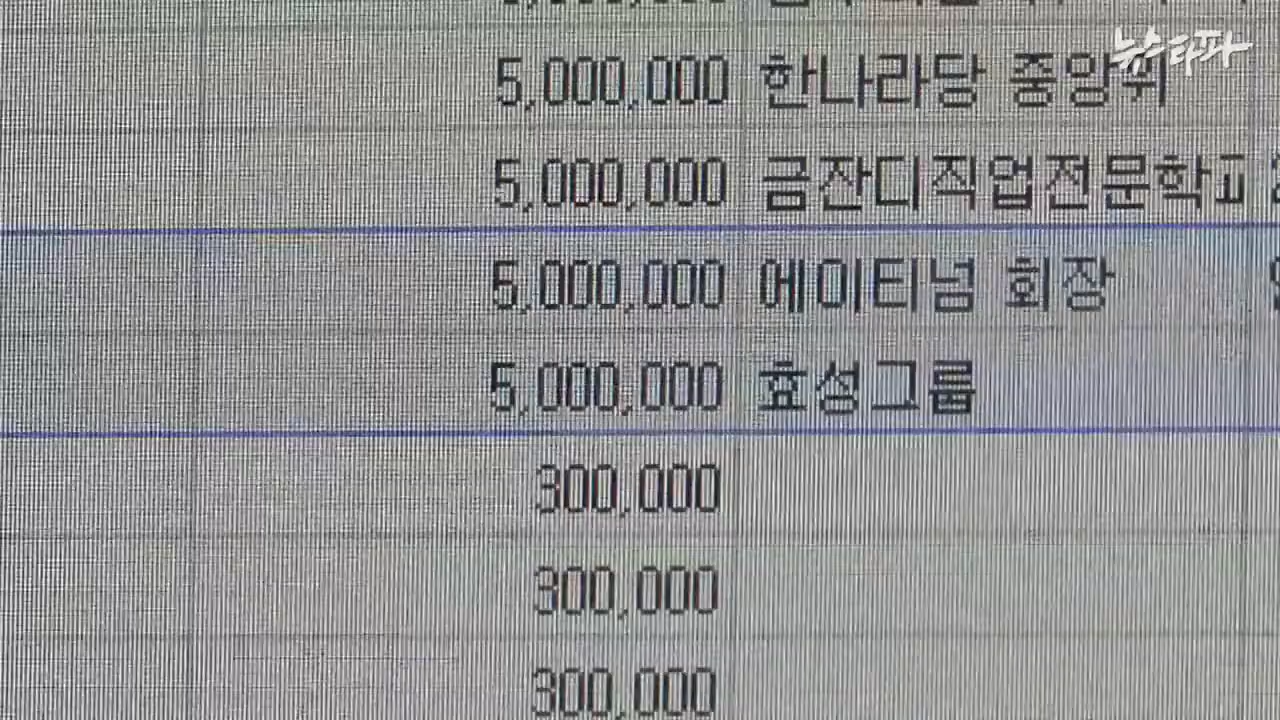 뉴스타파
5,000,000 한나라당 중앙위
5,000,000 금잔디직업전문학교
5,000,000 에이티넘 회장
5,000,000 효성그룹
300,000
300,000
300,000